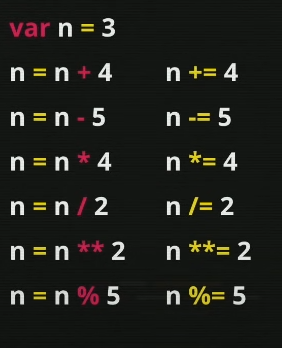 var n = 3
n = n + 4 n += 4
n = n - 5 n -= 5
n = n * 4 n *= 4
n = n / 2 n /= 2
n = n ** 2 n **= 2
n = n % 5 n %= 5